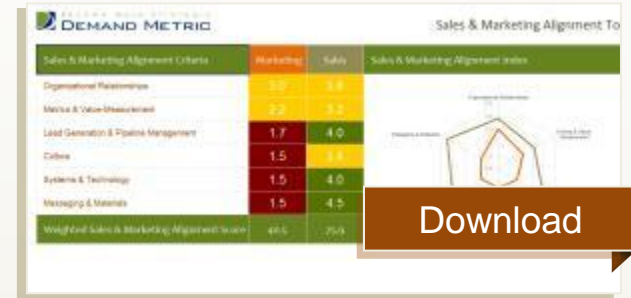 DEMAND METRIC
Sales & Marketing Alignment To
Sales & Marketing Alignment Criteria Marketing Sales Sales & Marketing Alignment Index
Organizational Relationships 3.0
Metrics & Value Measurement 2.2 3.2
Lead Generation & Pipeline Management 1.7 4.0
Culture 1.5
Systems & Technology 1.5 4.0
Messaging & Materials 1.5 4.5
Weighted Sales & Marketing Alignment Score
Download